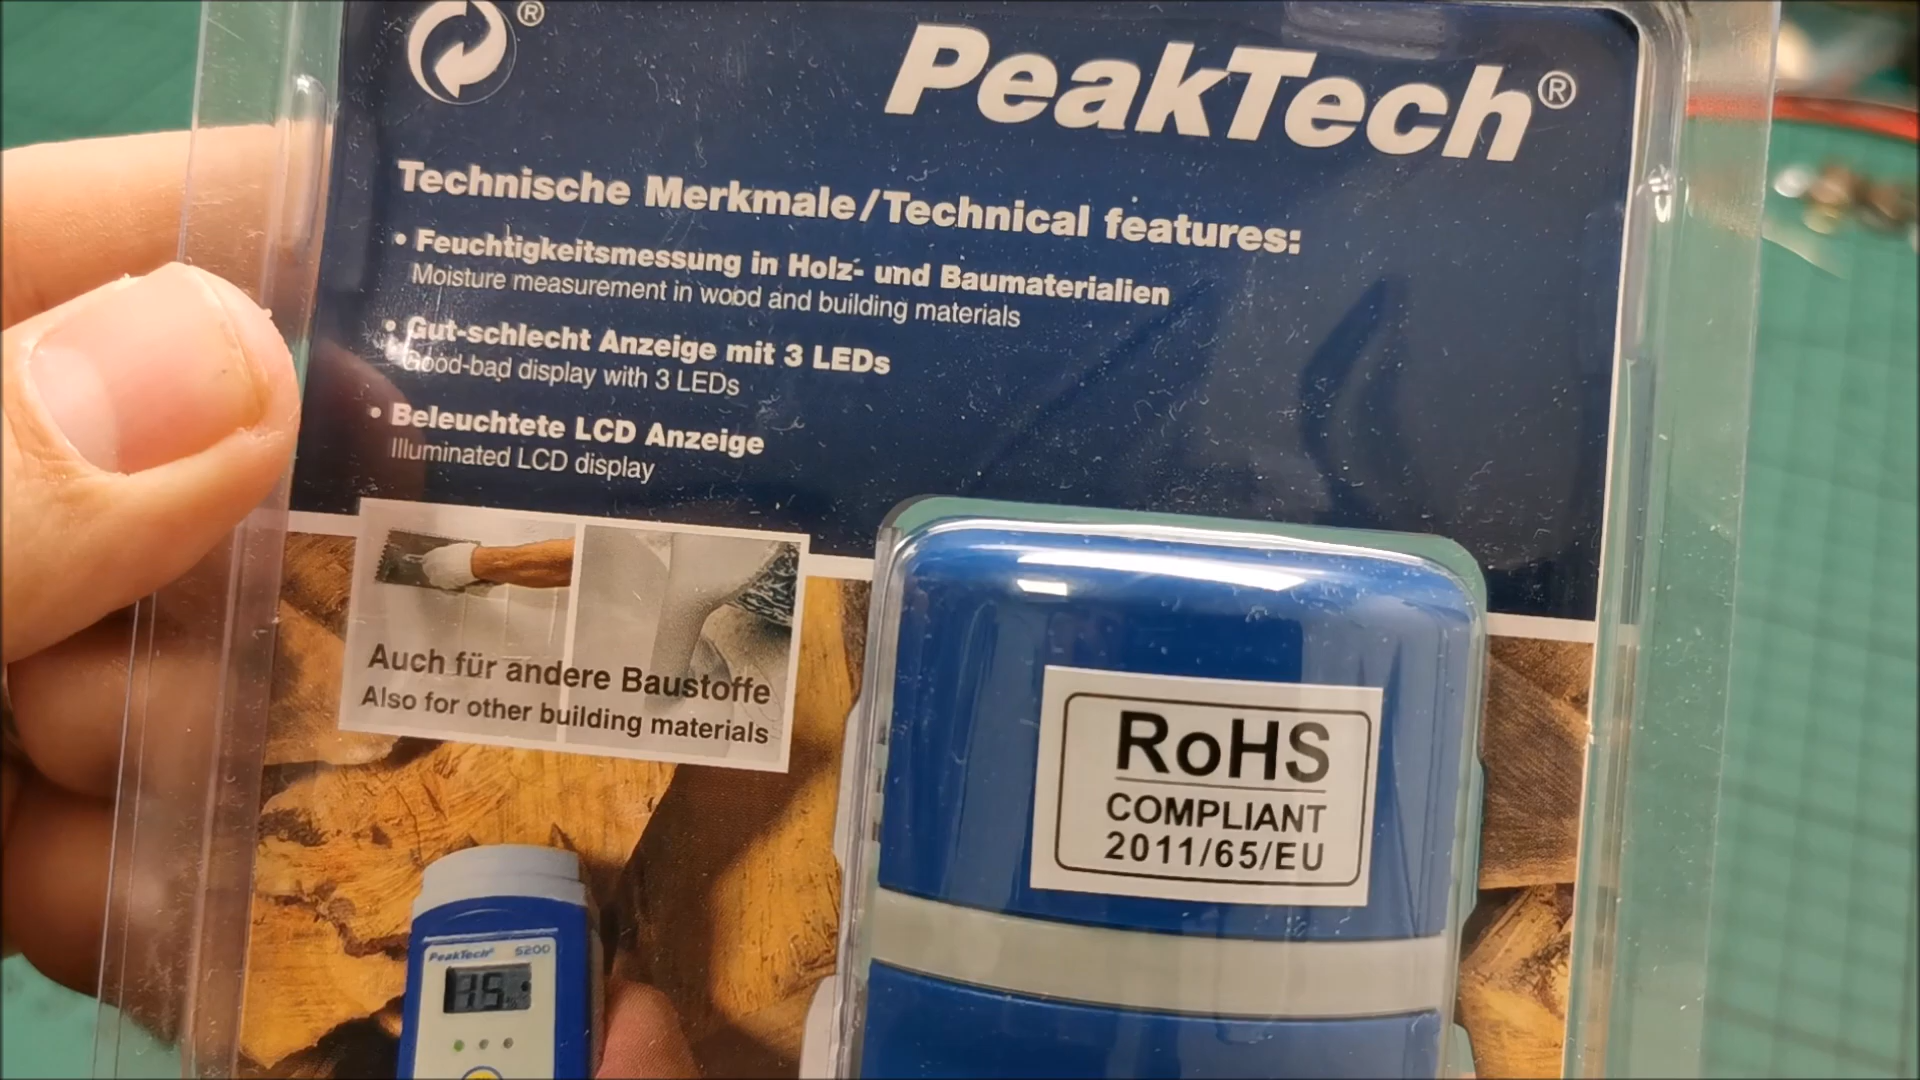 PeakTech®
Technische Merkmale/Technical features:
• Feuchtigkeitsmessung in Holz- und Baumaterialien
Moisture measurement in wood and building materials
• Gut-schlecht Anzeige mit 3 LEDs
Good-bad display with 3 LEDs
• Beleuchtete LCD Anzeige
Illuminated LCD display
Auch für andere Baustoffe
Also for other building materials
RoHS
COMPLIANT
2011/65/EU
PeakTech® 5200
15